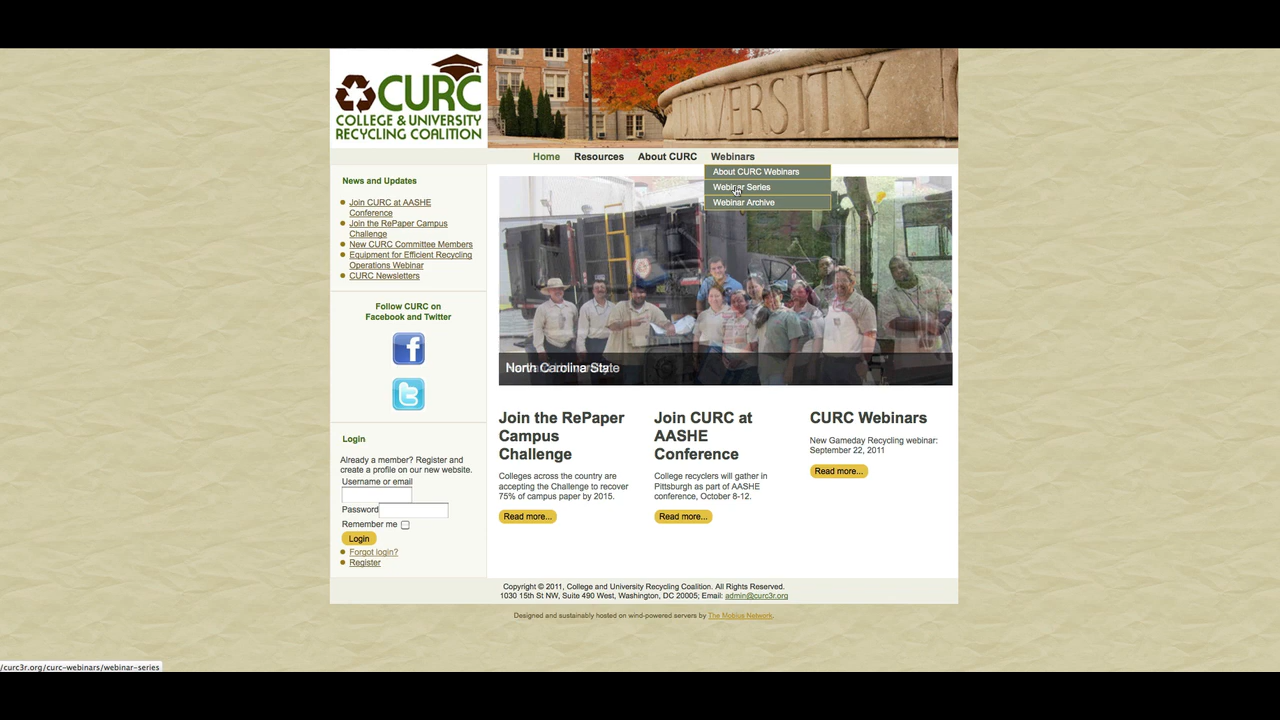 CURC
COLLEGE & UNIVERSITY
RECYCLING COALITION
UNIVERSITY
Home Resources About CURC Webinars
About CURC Webinars
Webinar Series
Webinar Archive
News and Updates
Join CURC at AASHE
Conference
Join the RePaper Campus
Challenge
New CURC Committee Members
Equipment for Efficient Recycling
Operations Webinar
CURC Newsletters
Follow CURC on
Facebook and Twitter
Login
Already a member? Register and
create a profile on our new website.
Username or email
Password
Remember me
Login
Forgot login?
Register
North Carolina State
Join the RePaper
Campus
Challenge
Colleges across the country are
accepting the Challenge to recover
75% of campus paper by 2015.
Read more...
Join CURC at
AASHE
Conference
College recyclers will gather in
Pittsburgh as part of AASHE
conference, October 8-12.
Read more...
CURC Webinars
New Gameday Recycling webinar:
September 22, 2011
Read more...
Copyright © 2011, College and University Recycling Coalition. All Rights Reserved.
1030 15th St NW, Suite 490 West, Washington, DC 20005; Email: admin@curc3r.org
Designed and sustainably hosted on wind-powered servers by The Mobius Network.
/curc3r.org/curc-webinars/webinar-series